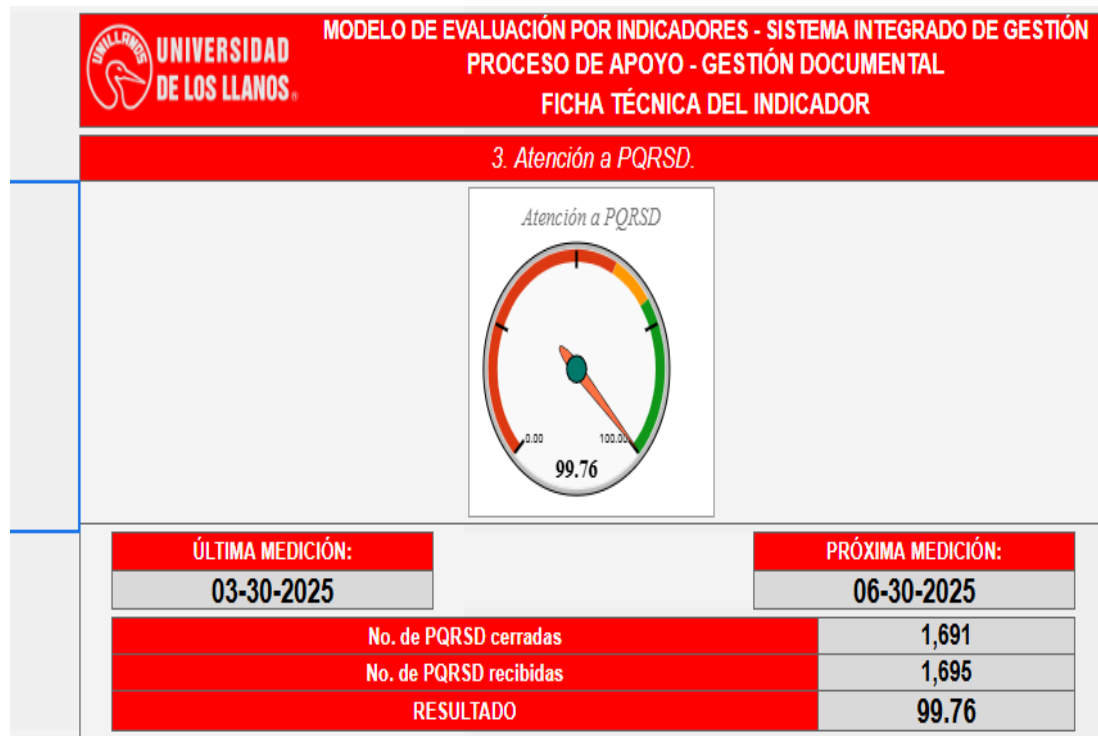 UNILLANOS
UNIVERSIDAD
DE LOS LLANOS®
MODELO DE EVALUACIÓN POR INDICADORES - SISTEMA INTEGRADO DE GESTIÓN
PROCESO DE APOYO - GESTIÓN DOCUMENTAL
FICHA TÉCNICA DEL INDICADOR
3. Atención a PQRSD.
Atención a PQRSD
0.00
100.00
99.76
ÚLTIMA MEDICIÓN:
PRÓXIMA MEDICIÓN:
03-30-2025
06-30-2025
No. de PQRSD cerradas 1,691
No. de PQRSD recibidas 1,695
RESULTADO 99.76